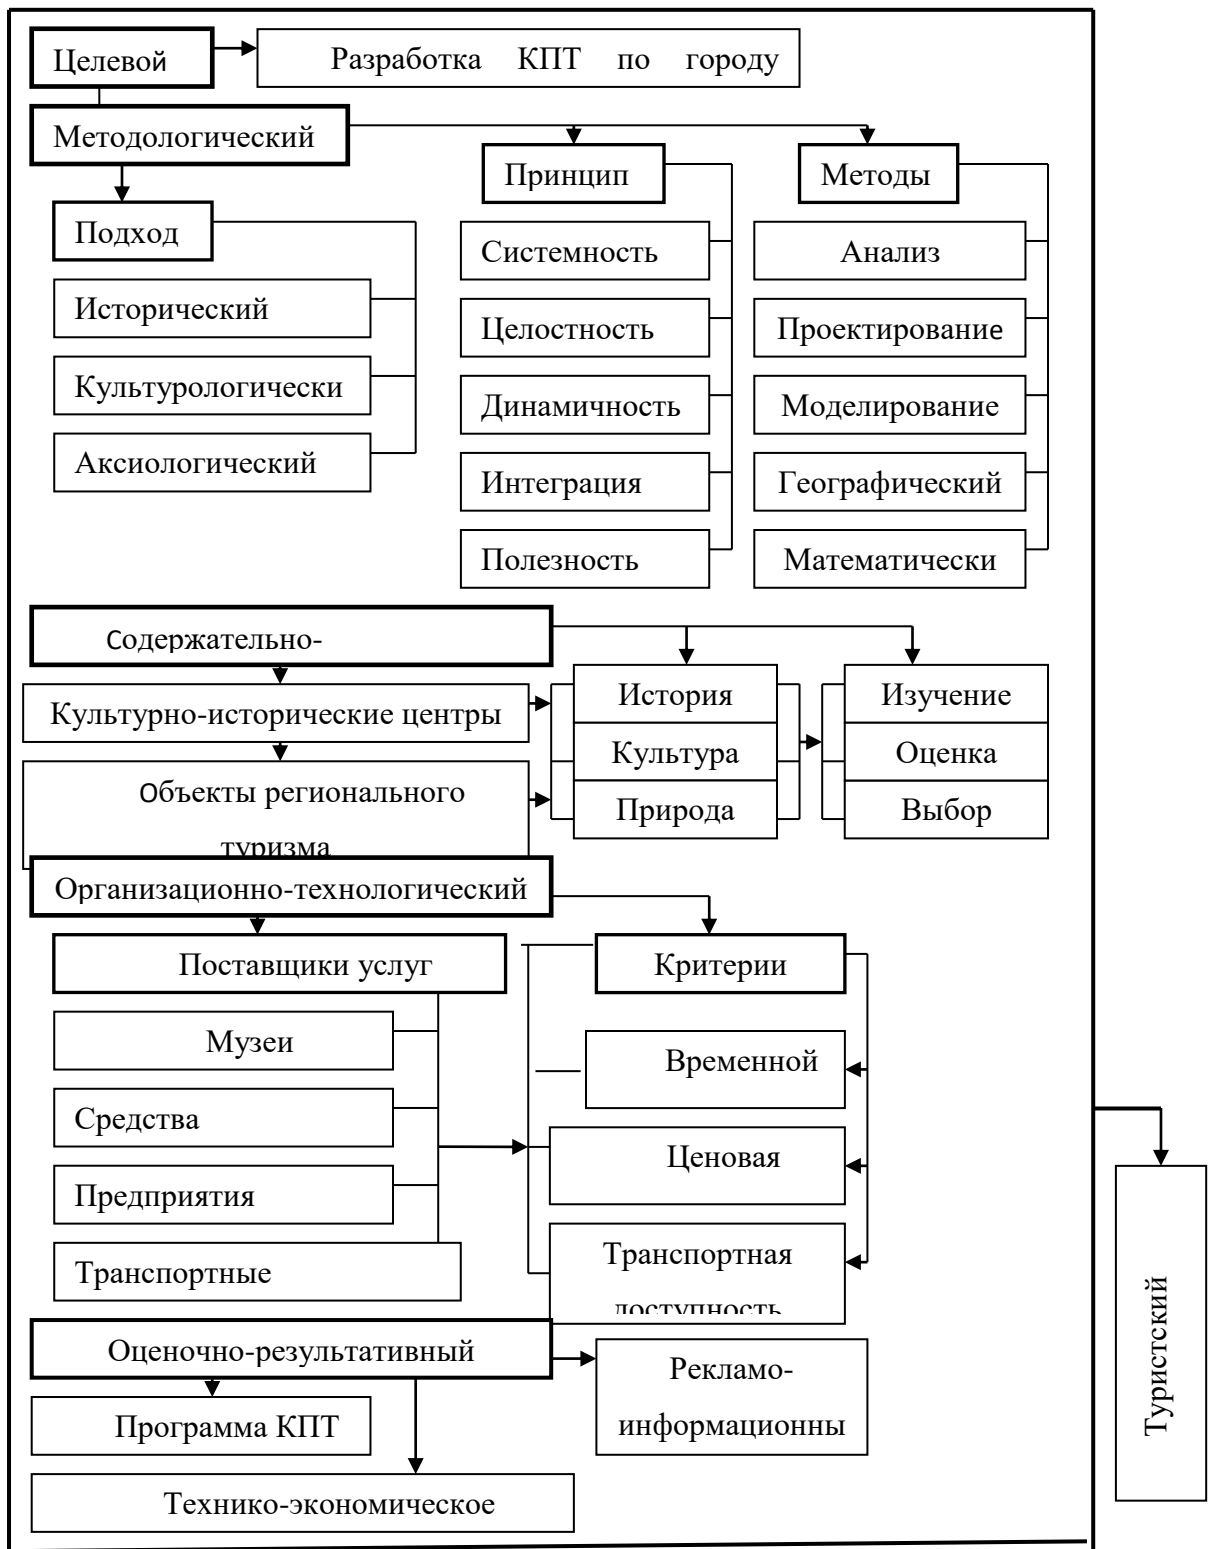 Целевой
Разработка КПТ по городу
Методологический
Принцип
Методы
Подход
Исторический
Культурологически
Аксиологический
Системность
Целостность
Динамичность
Интеграция
Полезность
Анализ
Проектирование
Моделирование
Географический
Математически
Содержательно-
Культурно-исторические центры
Объекты регионального
туризма
История
Культура
Природа
Изучение
Оценка
Выбор
Организационно-технологический
Поставщики услуг
Музеи
Средства
Предприятия
Транспортные
Критерии
Временной
Ценовая
Транспортная
доступность
Оценочно-результативный
Программа КПТ
Технико-экономическое
Рекламо-
информационны
Туристский